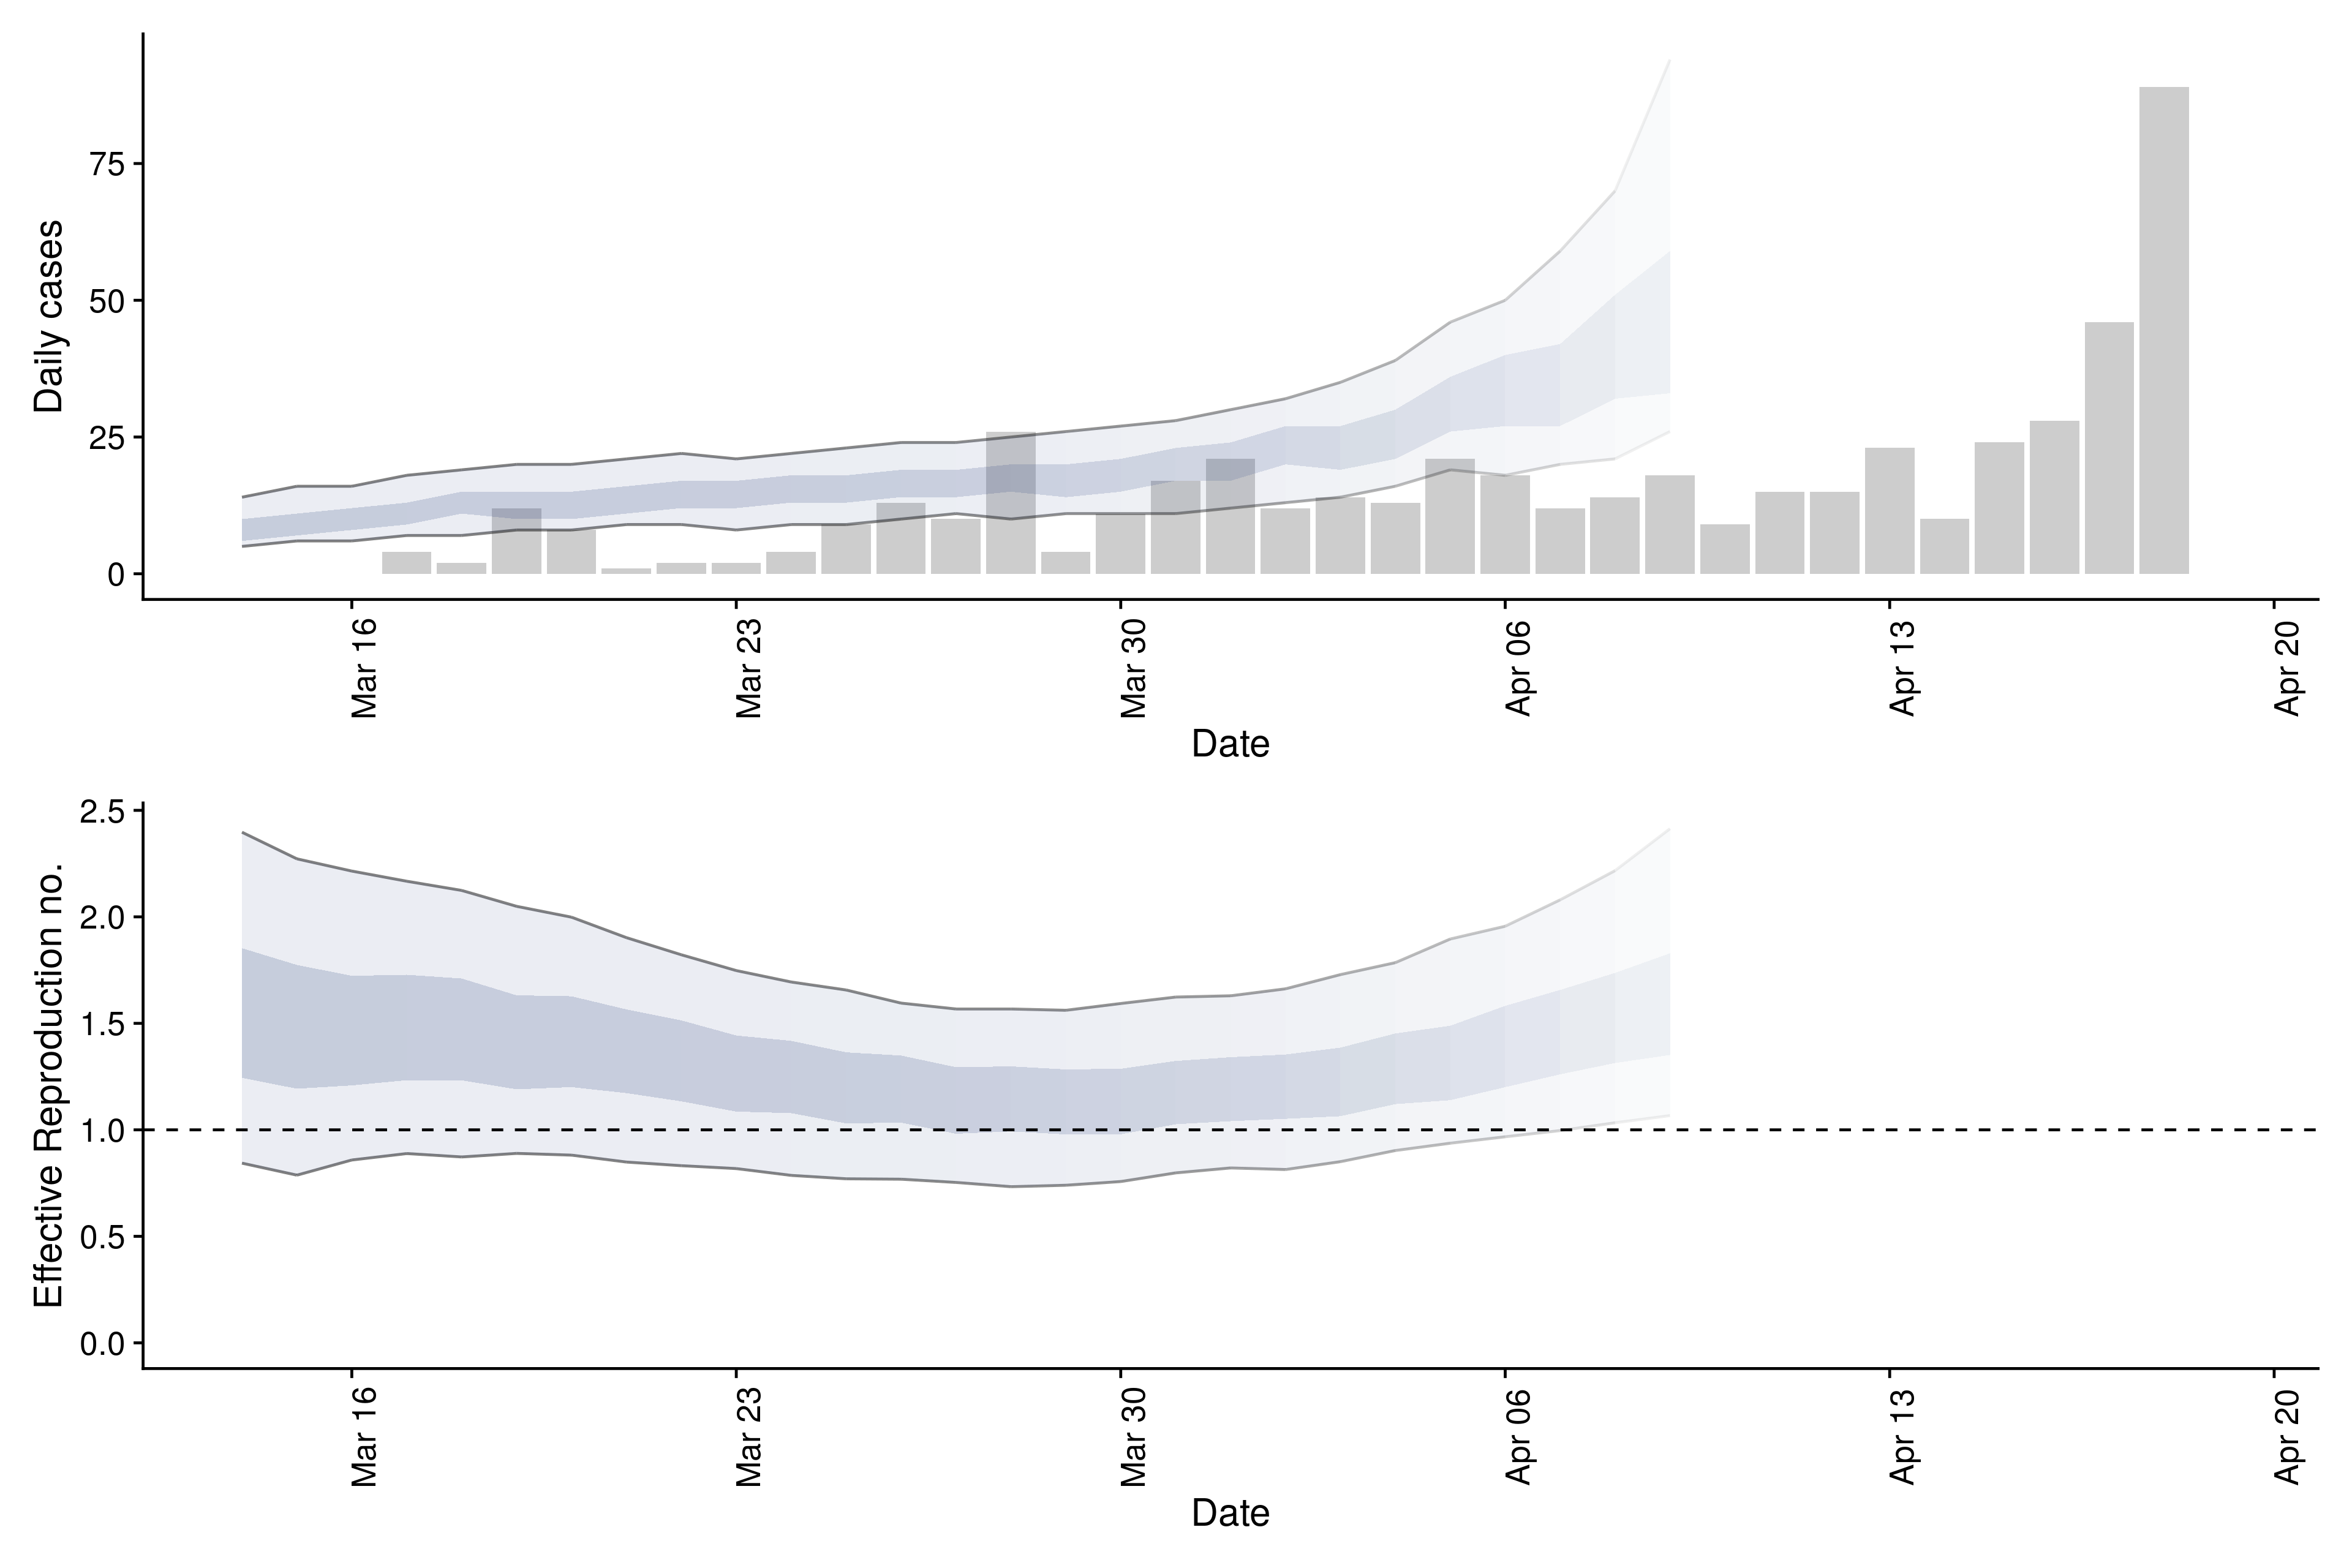 Daily cases
75
50
25
0
Mar 16
Mar 23
Mar 30
Apr 06
Apr 13
Apr 20
Date
Effective Reproduction no.
2.5
2.0
1.5
1.0
0.5
0.0
Mar 16
Mar 23
Mar 30
Apr 06
Apr 13
Apr 20
Date